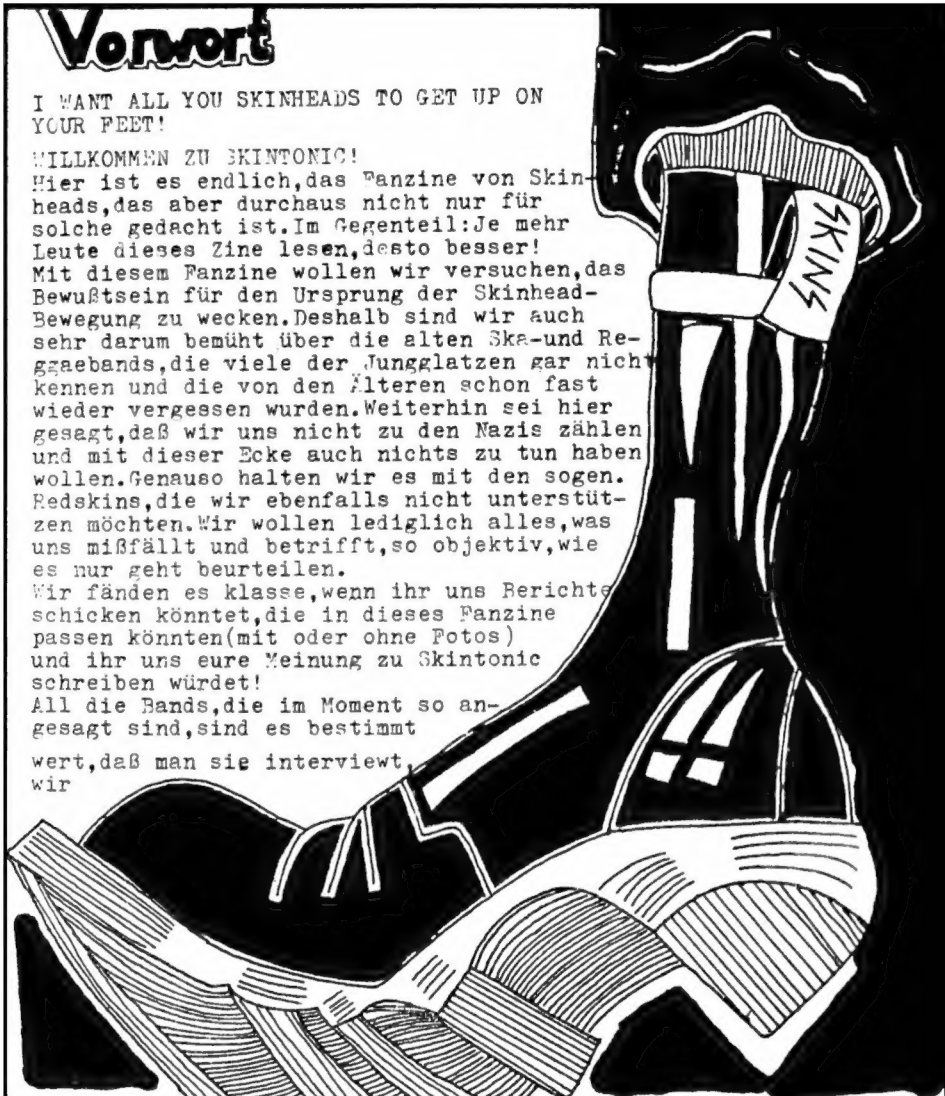 Vorwort
I WANT ALL YOU SKINHEADS TO GET UP ON
YOUR FEET!
WILLKOMMEN ZU SKINTONIC!
Hier ist es endlich,das Fanzine von Skin-
heads,das aber durchaus nicht nur für
solche gedacht ist.Im Gegenteil:Je mehr
Leute dieses Zine lesen,desto besser!
Mit diesem Fanzine wollen wir versuchen,das
Bewußtsein für den Ursprung der Skinhead-
Bewegung zu wecken.Deshalb sind wir auch
sehr darum bemüht über die alten Ska-und Re-
ggaebands,die viele der Jungglatzen gar nicht
kennen und die von den Älteren schon fast
wieder vergessen wurden.Weiterhin sei hier
gesagt,daß wir uns nicht zu den Nazis zählen
und mit dieser Ecke auch nichts zu tun haben
wollen.Genauso halten wir es mit den sogen.
Redskins,die wir ebenfalls nicht unterstüt-
zen möchten.Wir wollen lediglich alles,was
uns mißfällt und betrifft,so objektiv,wie
es nur geht beurteilen.
Wir fänden es klasse,wenn ihr uns Berichte
schicken könntet,die in dieses Fanzine
passen könnten(mit oder ohne Fotos)
und ihr uns eure Meinung zu Skintonic
schreiben würdet!
All die Bands,die im Moment so an-
gesagt sind,sind es bestimmt
wert,daß man sie interviewt,
wir
SKINS